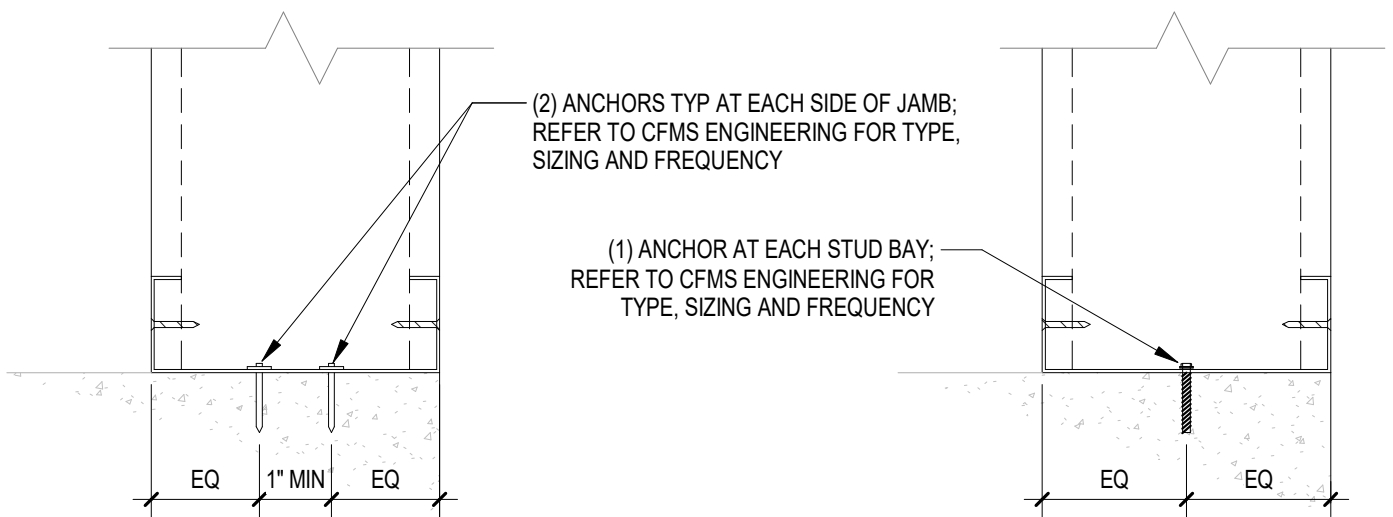 (2) ANCHORS TYP AT EACH SIDE OF JAMB;
REFER TO CFMS ENGINEERING FOR TYPE,
SIZING AND FREQUENCY
(1) ANCHOR AT EACH STUD BAY;
REFER TO CFMS ENGINEERING FOR
TYPE, SIZING AND FREQUENCY
EQ
1" MIN
EQ
EQ
EQ